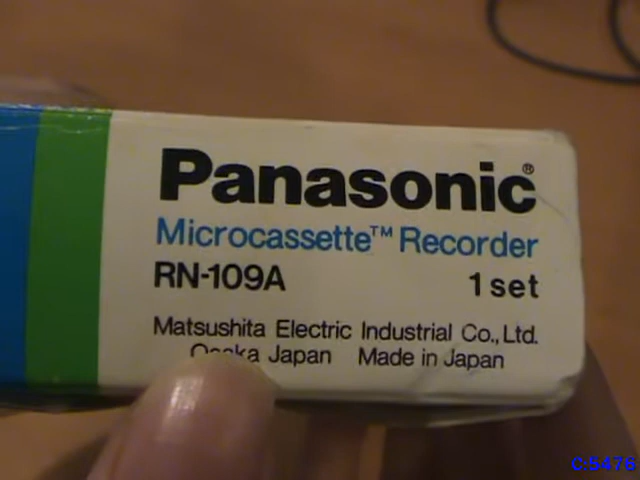 Panasonic®
Microcassette™ Recorder
RN-109A 1 set
Matsushita Electric Industrial Co., Ltd.
Osaka Japan Made in Japan
C:5476